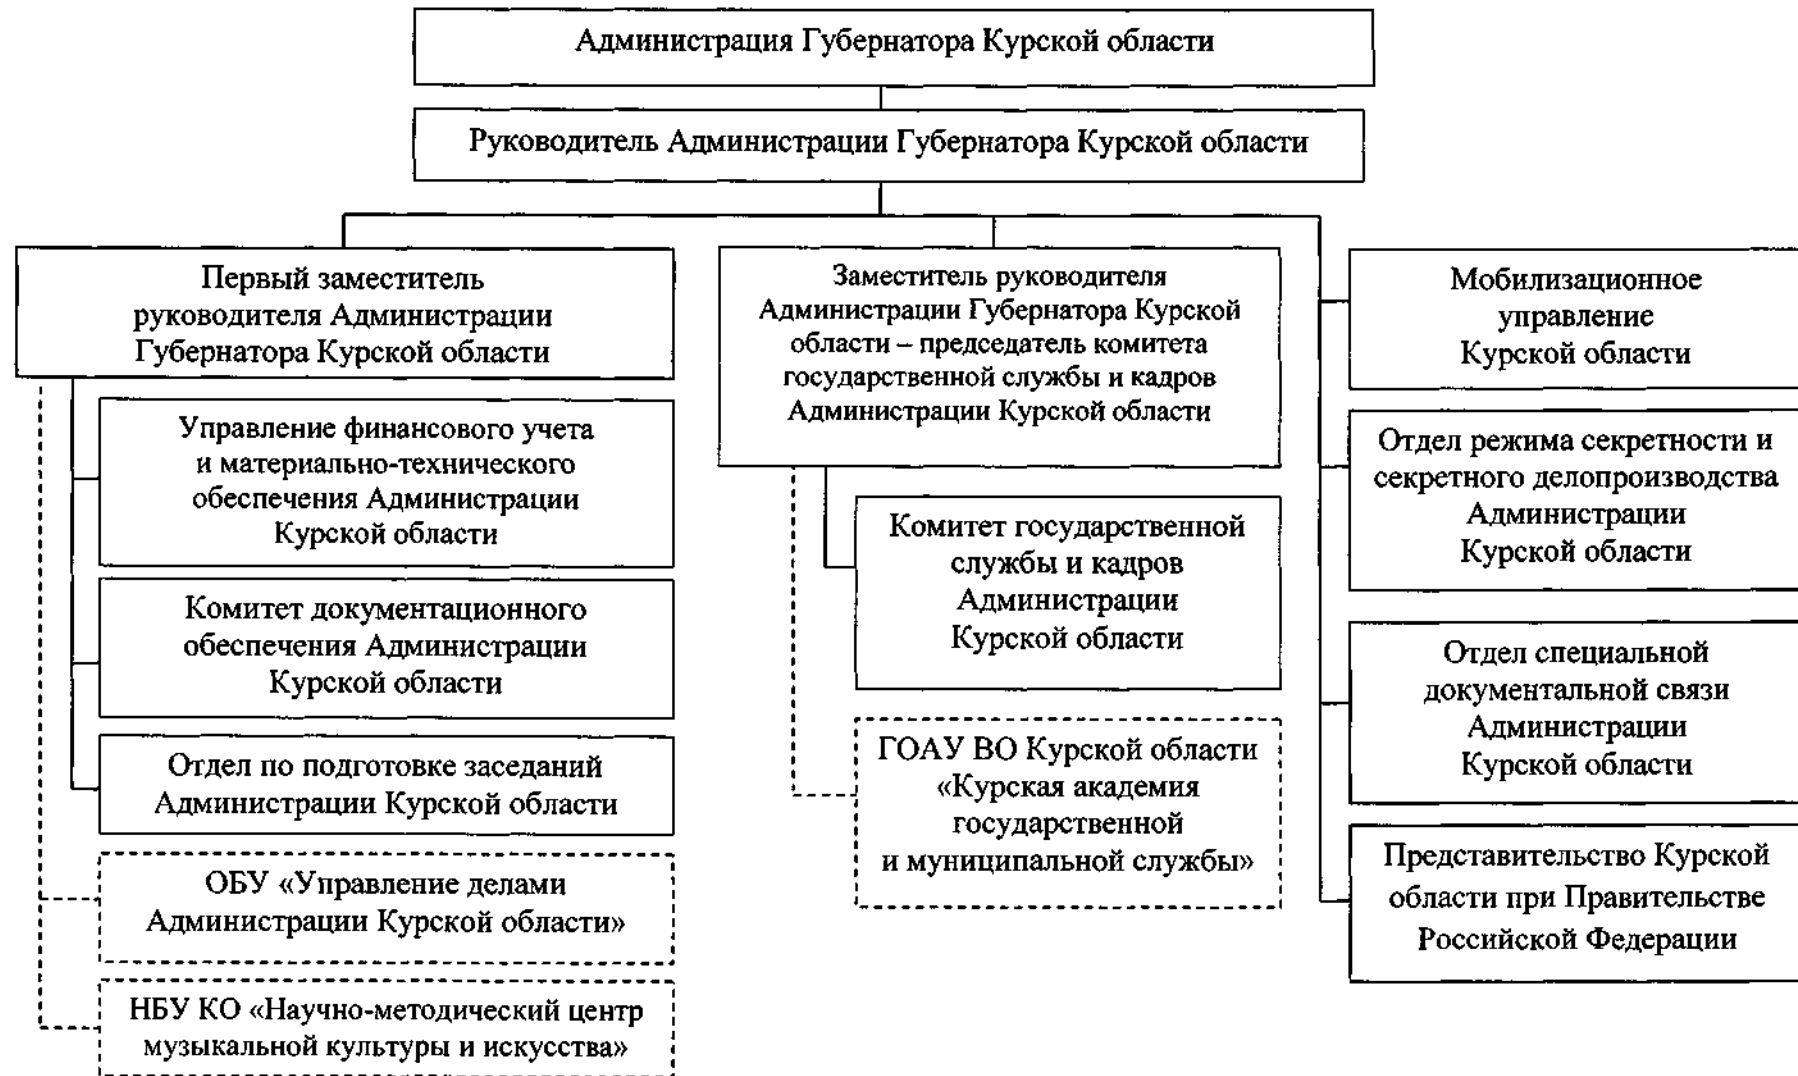 Администрация Губернатора Курской области
Руководитель Администрации Губернатора Курской области
Первый заместитель
руководителя Администрации
Губернатора Курской области
Управление финансового учета
и материально-технического
обеспечения Администрации
Курской области
Комитет документационного
обеспечения Администрации
Курской области
Отдел по подготовке заседаний
Администрации Курской области
ОБУ «Управление делами
Администрации Курской области»
НБУ КО «Научно-методический центр
музыкальной культуры и искусства»
Заместитель руководителя
Администрации Губернатора Курской
области – председатель комитета
государственной службы и кадров
Администрации Курской области
Комитет государственной
службы и кадров
Администрации
Курской области
ГОАУ ВО Курской области
«Курская академия
государственной
и муниципальной службы»
Мобилизационное
управление
Курской области
Отдел режима секретности и
секретного делопроизводства
Администрации
Курской области
Отдел специальной
документальной связи
Администрации
Курской области
Представительство Курской
области при Правительстве
Российской Федерации